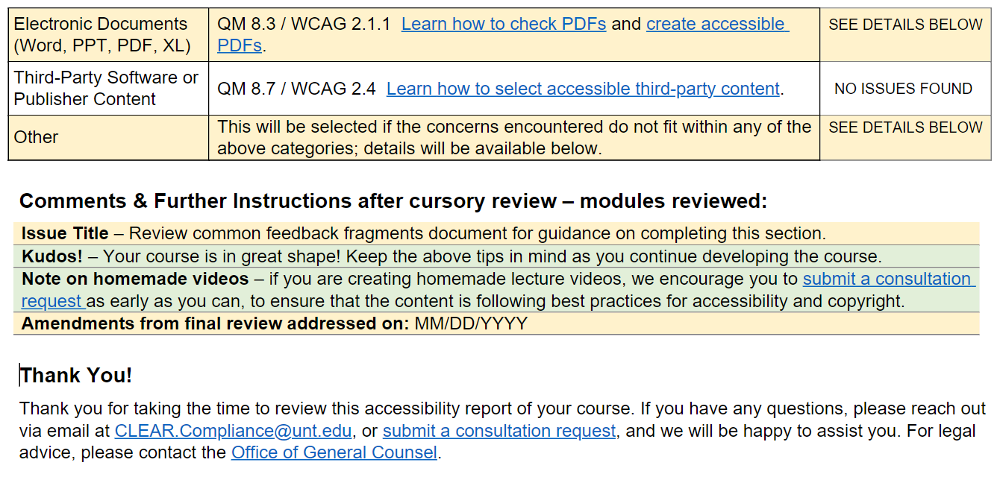 Electronic Documents
(Word, PPT, PDF, XL)
QM 8.3 / WCAG 2.1.1 Learn how to check PDFs and create accessible
PDFs.
SEE DETAILS BELOW
Third-Party Software or
Publisher Content
QM 8.7 / WCAG 2.4 Learn how to select accessible third-party content.
NO ISSUES FOUND
Other
This will be selected if the concerns encountered do not fit within any of the
above categories; details will be available below.
SEE DETAILS BELOW
Comments & Further Instructions after cursory review – modules reviewed:
Issue Title – Review common feedback fragments document for guidance on completing this section.
Kudos! – Your course is in great shape! Keep the above tips in mind as you continue developing the course.
Note on homemade videos – if you are creating homemade lecture videos, we encourage you to submit a consultation
request as early as you can, to ensure that the content is following best practices for accessibility and copyright.
Amendments from final review addressed on: MM/DD/YYYY
Thank You!
Thank you for taking the time to review this accessibility report of your course. If you have any questions, please reach out
via email at CLEAR.Compliance@unt.edu, or submit a consultation request, and we will be happy to assist you. For legal
advice, please contact the Office of General Counsel.